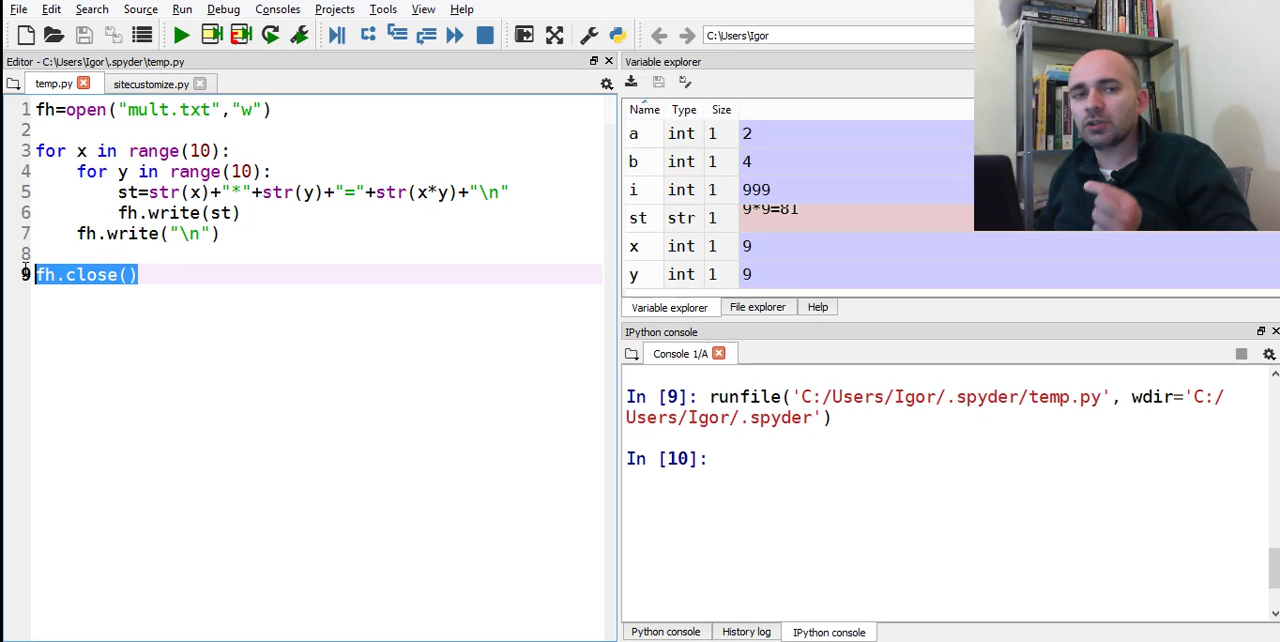 File Edit Search Run Debug Consoles Projects Tools View Help
C:\Users\Igor
Editor - C:\Users\Igor\.spyder\temp.py
temp.py sitecustomize.py
1 fh=open("mult.txt","w")
2
3 for x in range(10):
4 for y in range(10):
5 st=str(x)+"*"+str(y)+"="+str(x*y)+"\n"
6 fh.write(st)
7 fh.write("\n")
8
9 fh.close()
Variable explorer
Name Type Size
a int 1 2
b int 1 4
i int 1 999
st str 1 9*9=81
x int 1 9
y int 1 9
Variable explorer File explorer Help
IPython console
Console 1/A
In [9]: runfile('C:/Users/Igor/.spyder/temp.py', wdir='C:/
Users/Igor/.spyder')
In [10]:
Python console History log IPython console